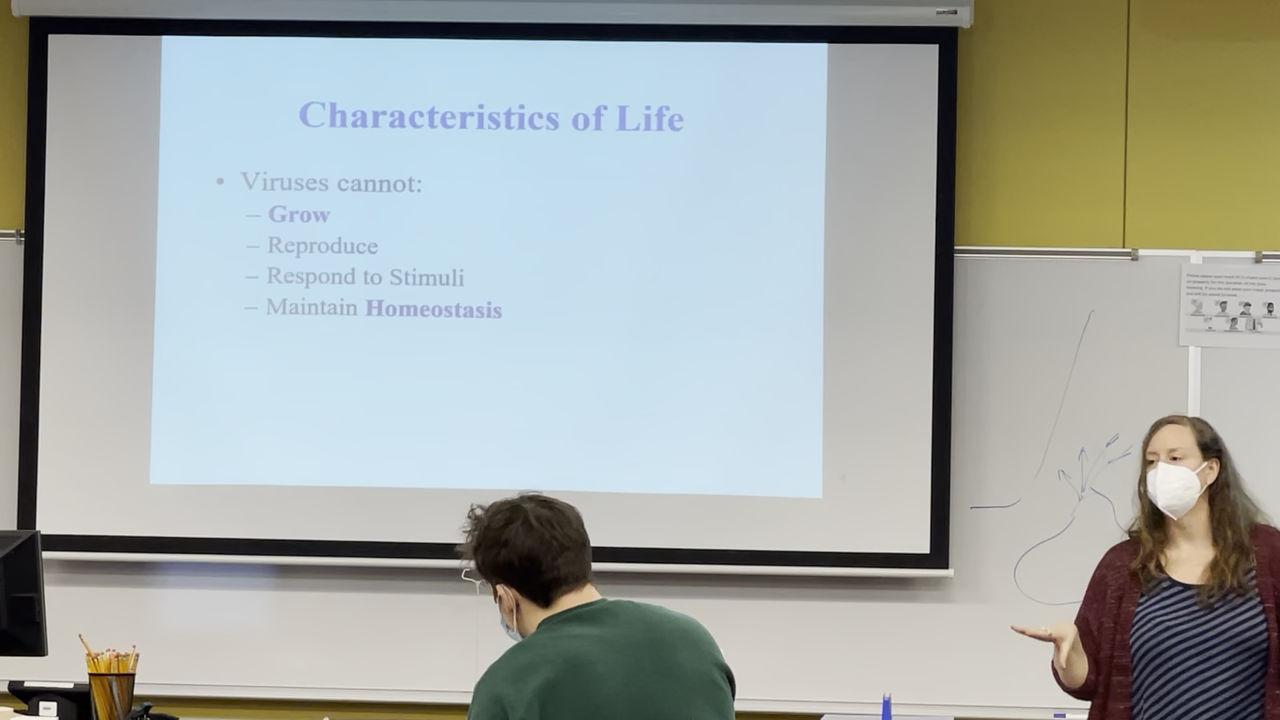 Characteristics of Life
• Viruses cannot:
– Grow
– Reproduce
– Respond to Stimuli
– Maintain Homeostasis